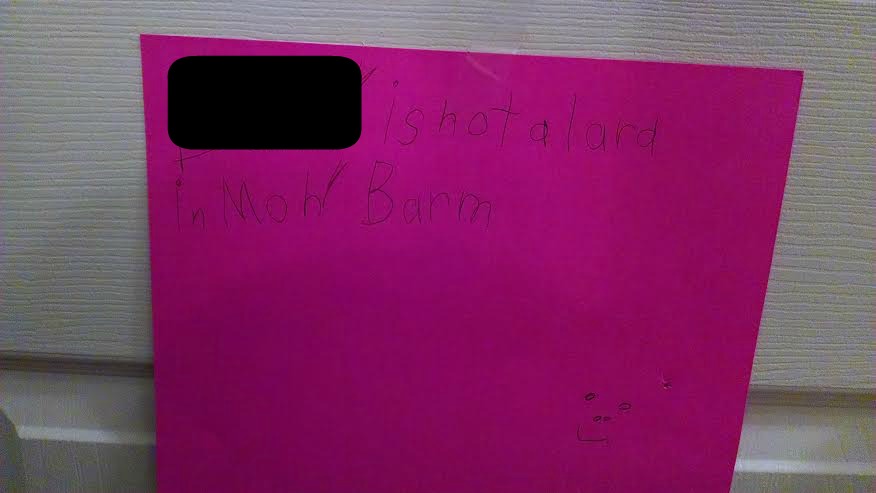 is hot a lard
in Moh Barm